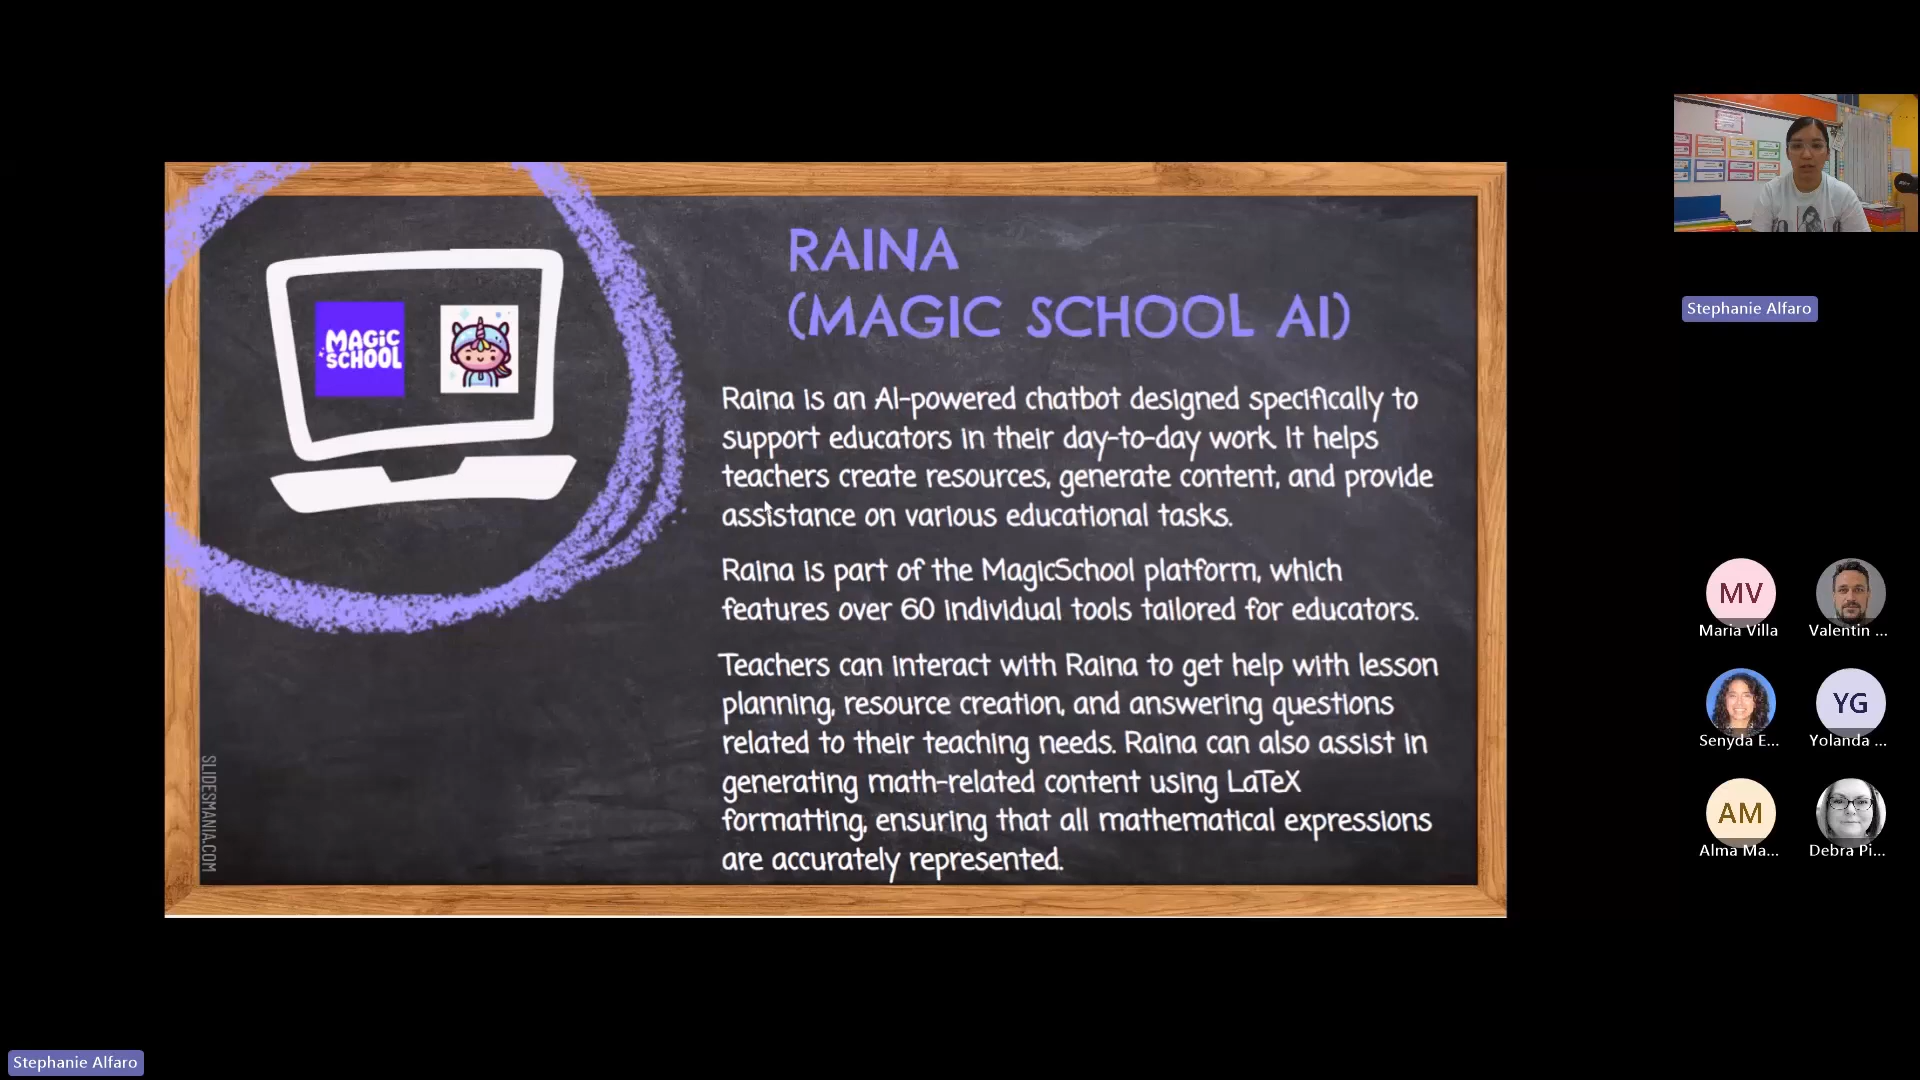 RAINA
(MAGIC SCHOOL AI)
MAGIC
SCHOOL
Raina is an AI-powered chatbot designed specifically to
support educators in their day-to-day work. It helps
teachers create resources, generate content, and provide
assistance on various educational tasks.
Raina is part of the MagicSchool platform, which
features over 60 individual tools tailored for educators.
Teachers can interact with Raina to get help with lesson
planning, resource creation, and answering questions
related to their teaching needs. Raina can also assist in
generating math-related content using LaTeX
formatting, ensuring that all mathematical expressions
are accurately represented.
SLIDESMANIA.COM
Stephanie Alfaro
MV
Maria Villa
Valentin ...
Senyda E...
YG
Yolanda ...
AM
Alma Ma...
Debra Pi...
Stephanie Alfaro